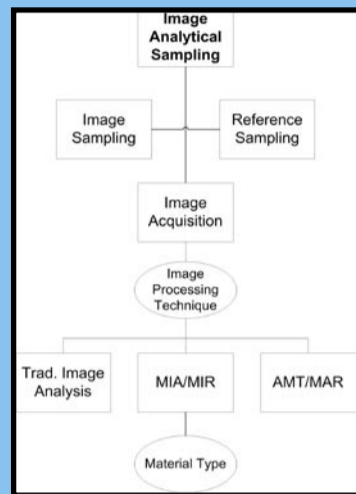 Image
Analytical
Sampling
Image
Sampling
Reference
Sampling
Image
Acquisition
Image
Processing
Technique
Trad. Image
Analysis
MIA/MIR
AMT/MAR
Material Type